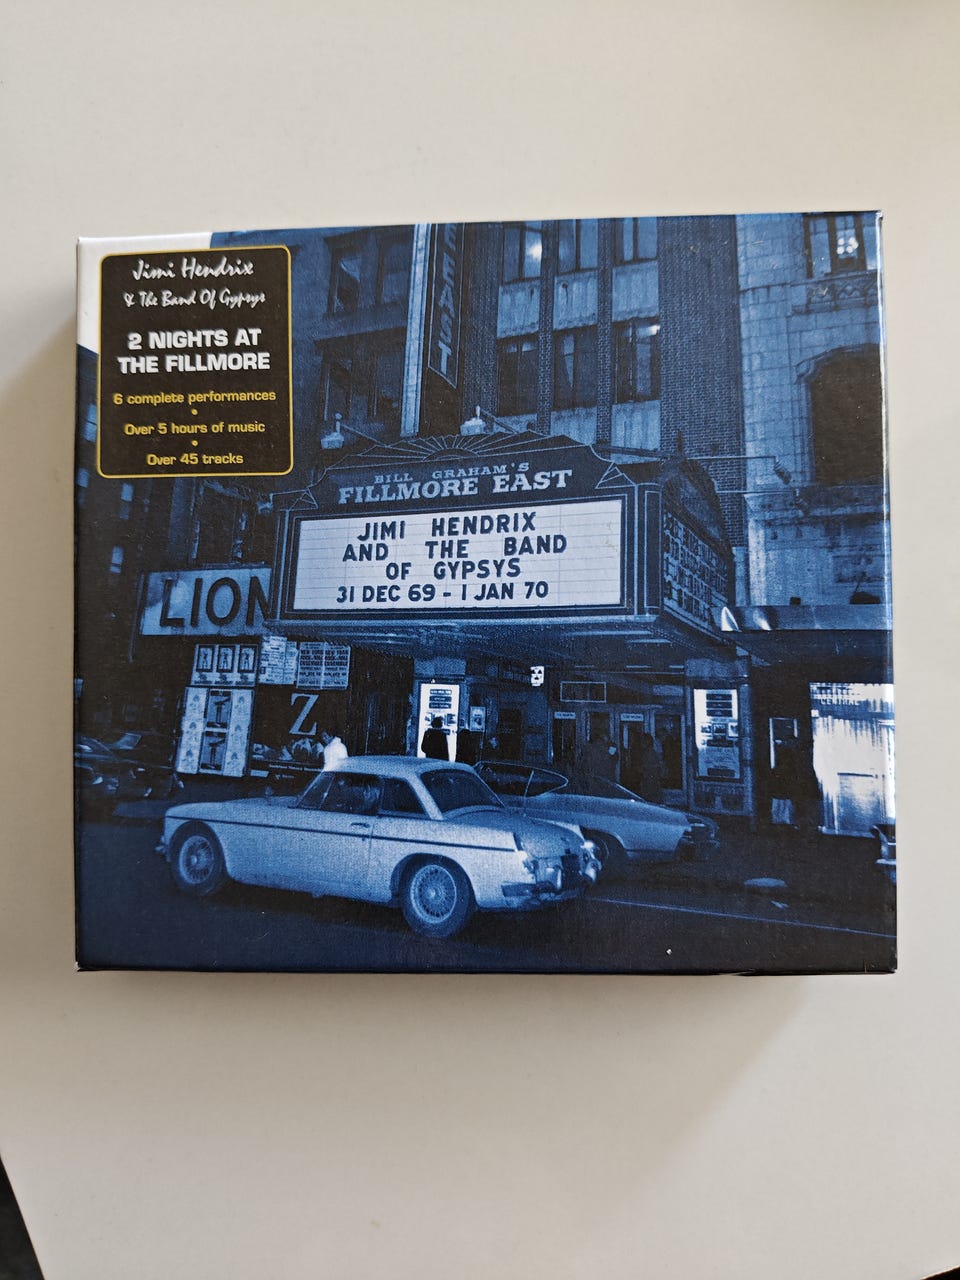 Jimi Hendrix
& The Band Of Gypsys
2 NIGHTS AT
THE FILLMORE
6 complete performances
•
Over 5 hours of music
•
Over 45 tracks
EAST
BILL GRAHAM'S
FILLMORE EAST
JIMI HENDRIX
AND THE BAND
OF GYPSYS
31 DEC 69 - 1 JAN 70
LION
Z
CENTRAL